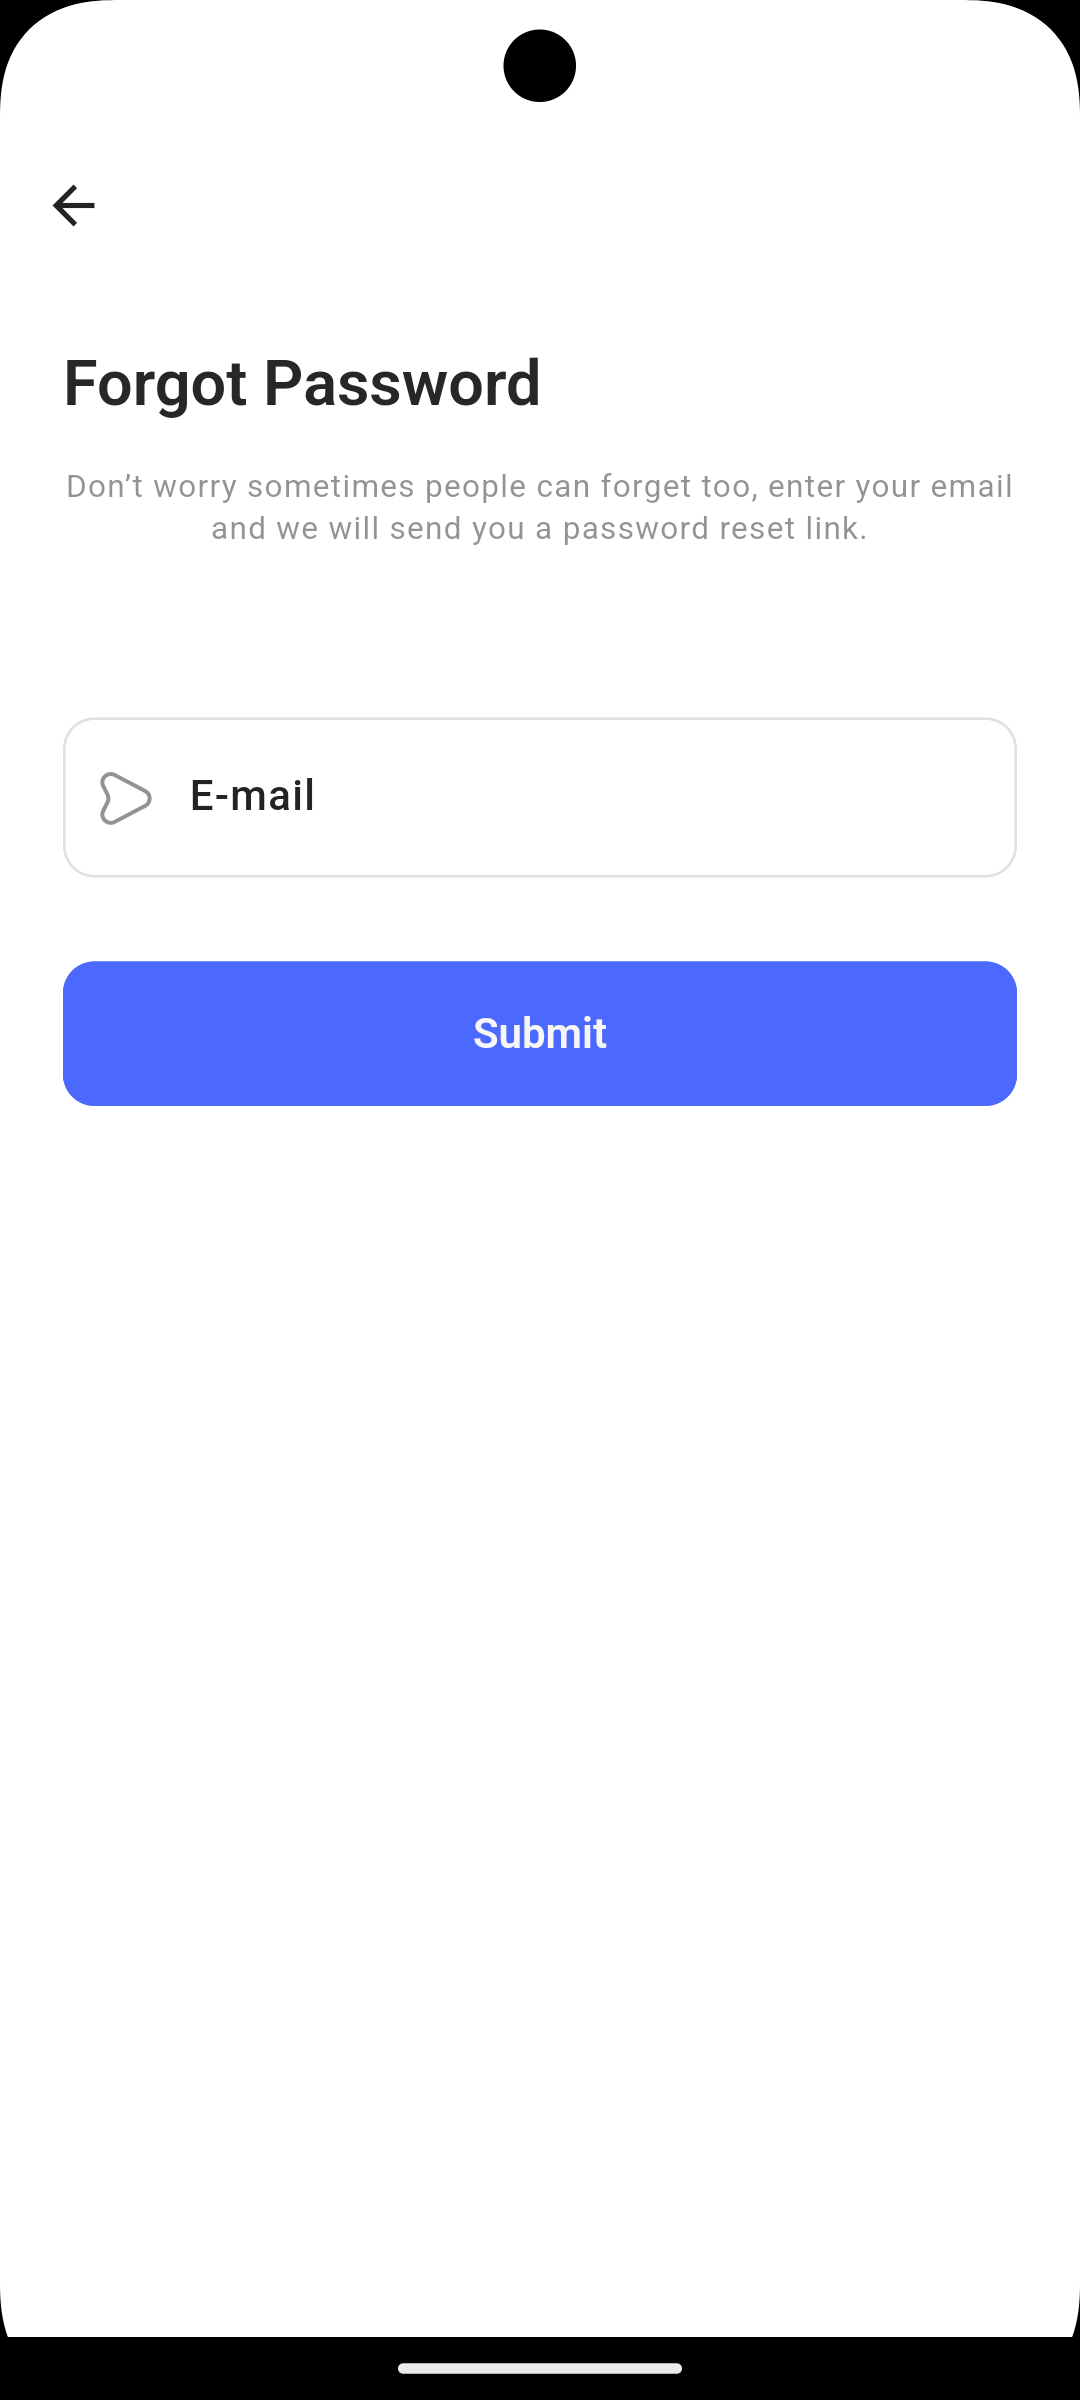 Forgot Password
Don’t worry sometimes people can forget too, enter your email
and we will send you a password reset link.
E-mail
Submit